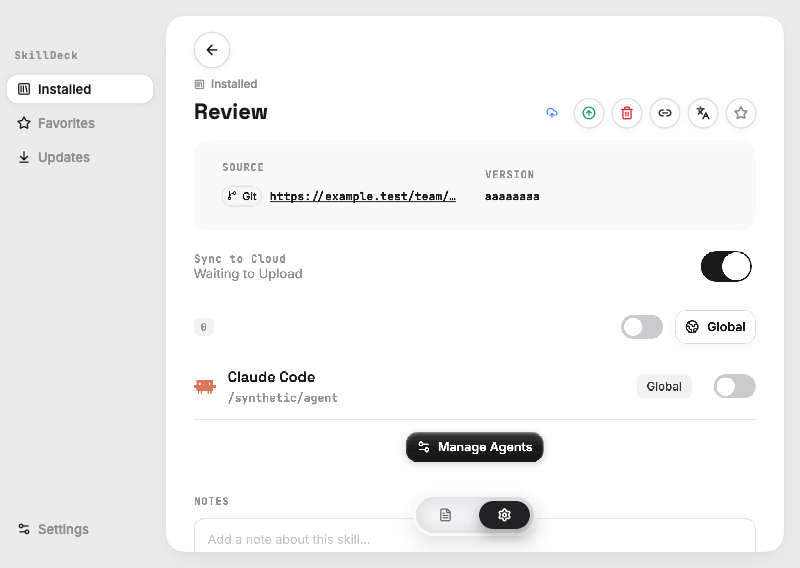 SkillDeck
Installed
Favorites
Updates
Settings
Installed
Review
SOURCE
Git https://example.test/team/…
VERSION
aaaaaaaa
Sync to Cloud
Waiting to Upload
0
Global
Claude Code
/synthetic/agent
Global
Manage Agents
NOTES
Add a note about this skill...